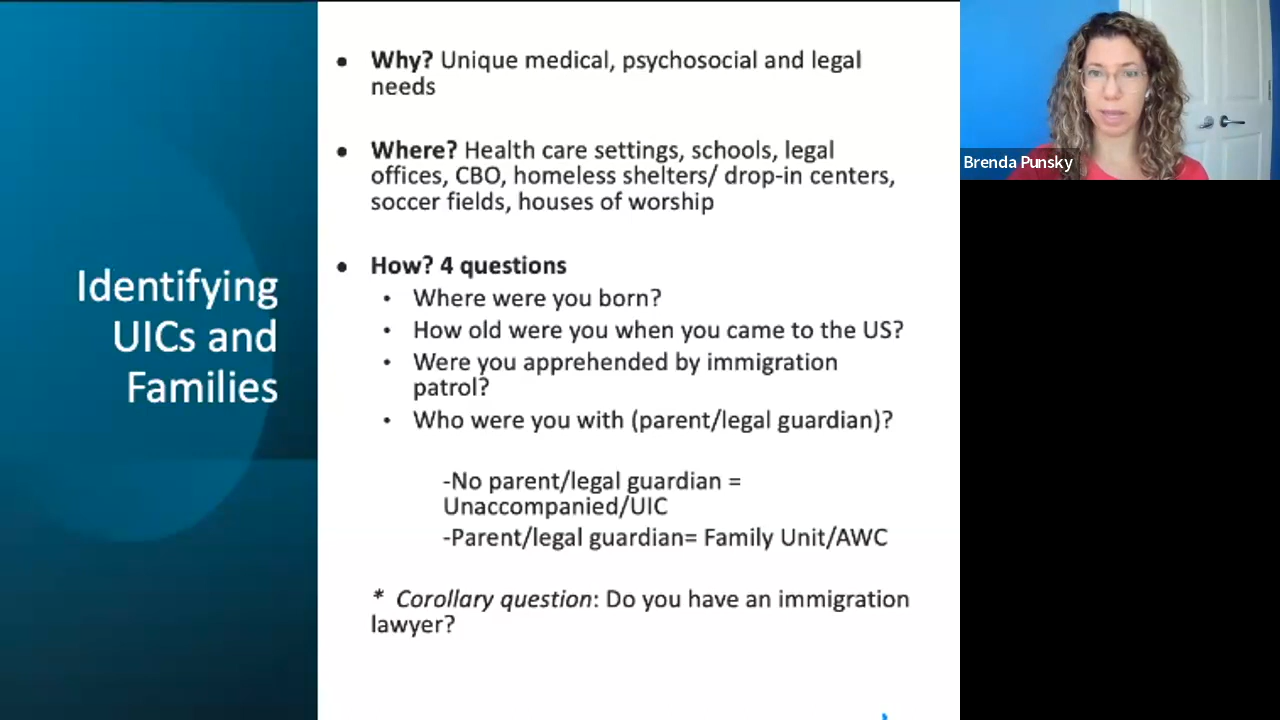 Identifying
UICs and
Families
• Why? Unique medical, psychosocial and legal
needs
• Where? Health care settings, schools, legal
offices, CBO, homeless shelters/ drop-in centers,
soccer fields, houses of worship
• How? 4 questions
• Where were you born?
• How old were you when you came to the US?
• Were you apprehended by immigration
patrol?
• Who were you with (parent/legal guardian)?
-No parent/legal guardian =
Unaccompanied/UIC
-Parent/legal guardian= Family Unit/AWC
* Corollary question: Do you have an immigration
lawyer?
Brenda Punsky